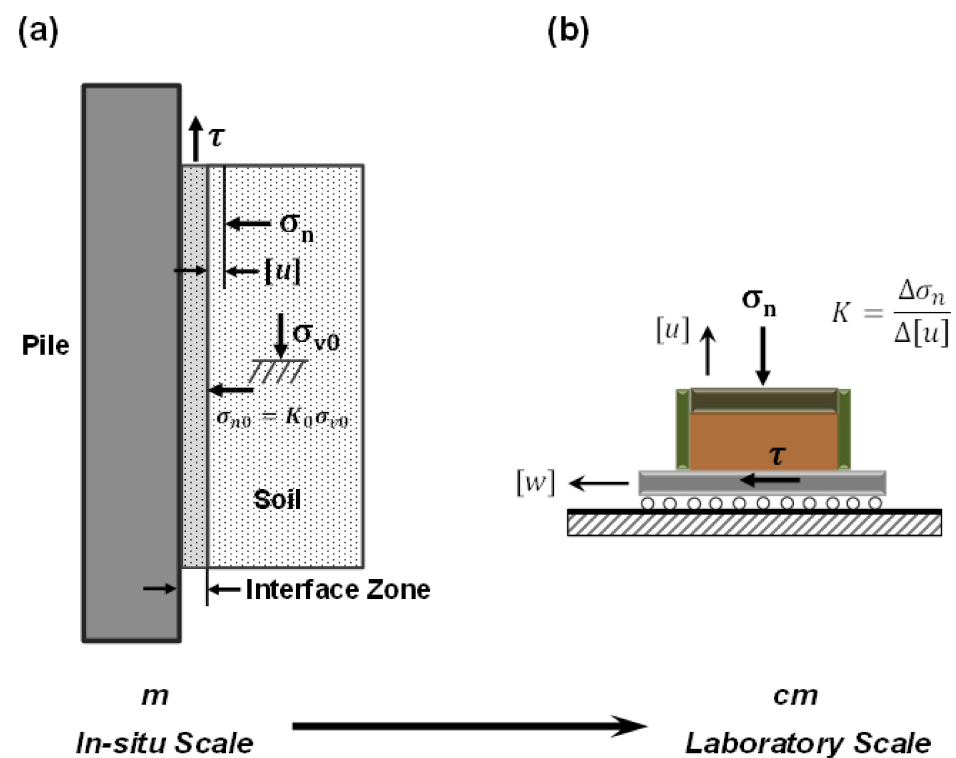 (a)
(b)
τ
σn
[u]
Pile
σv0
σn0 = K0σv0
Soil
Interface Zone
σn
[u]
K = Δσn / Δ[u]
τ
[w]
m
In-situ Scale
cm
Laboratory Scale